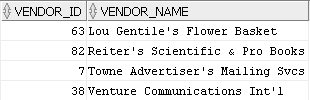 VENDOR_ID VENDOR_NAME
63 Lou Gentile's Flower Basket
82 Reiter's Scientific & Pro Books
7 Towne Advertiser's Mailing Svcs
38 Venture Communications Int'l